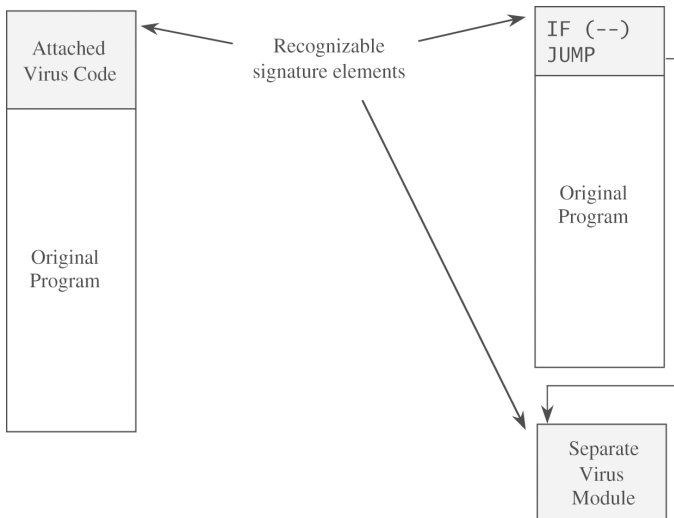 Attached
Virus Code
Recognizable
signature elements
IF (--)
JUMP
Original
Program
Original
Program
Separate
Virus
Module